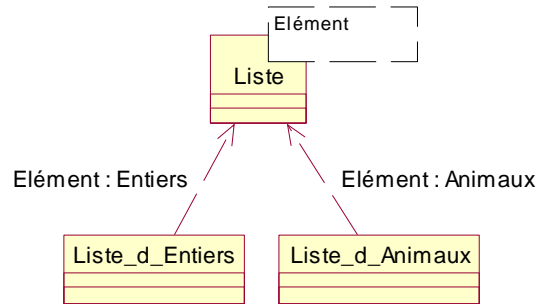 Elément
Liste
Elément : Entiers
Elément : Animaux
Liste_d_Entiers
Liste_d_Animaux